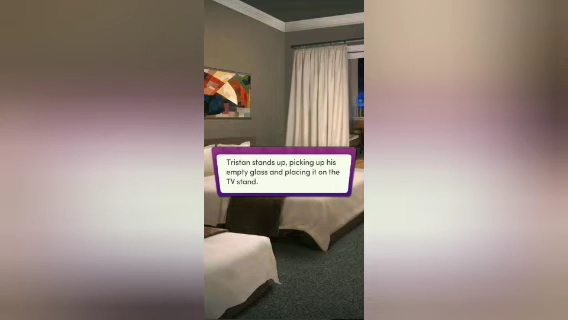 Tristan stands up, picking up his
empty glass and placing it on the
TV stand.